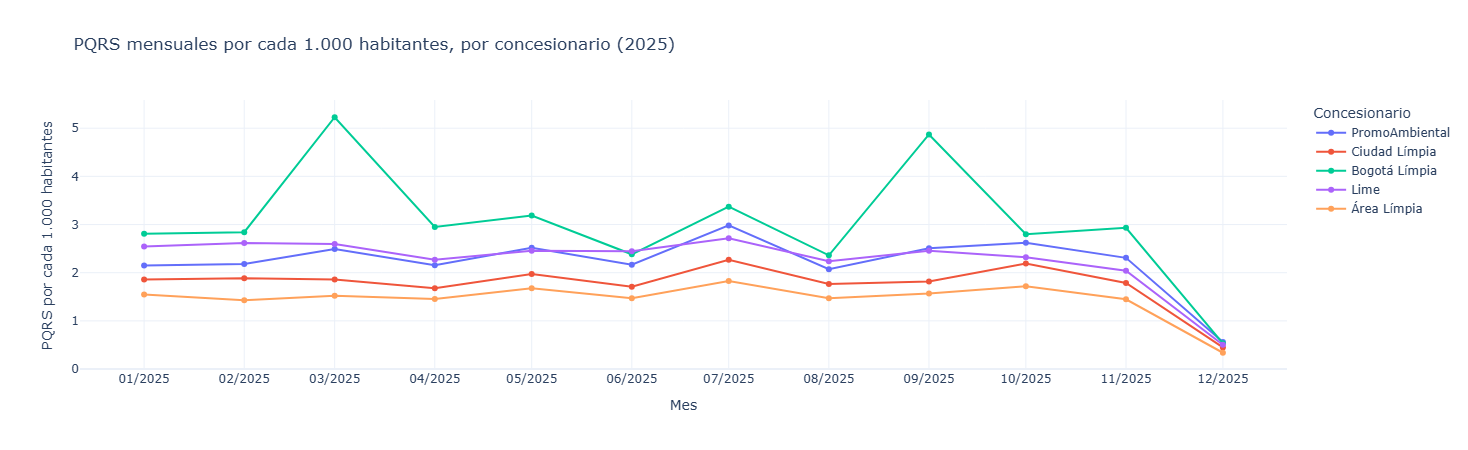 PQRS mensuales por cada 1.000 habitantes, por concesionario (2025)
PQRS por cada 1.000 habitantes
5
4
3
2
1
0
01/2025
02/2025
03/2025
04/2025
05/2025
06/2025
07/2025
08/2025
09/2025
10/2025
11/2025
12/2025
Mes
Concesionario
PromoAmbiental
Ciudad Límpia
Bogotá Límpia
Lime
Área Límpia